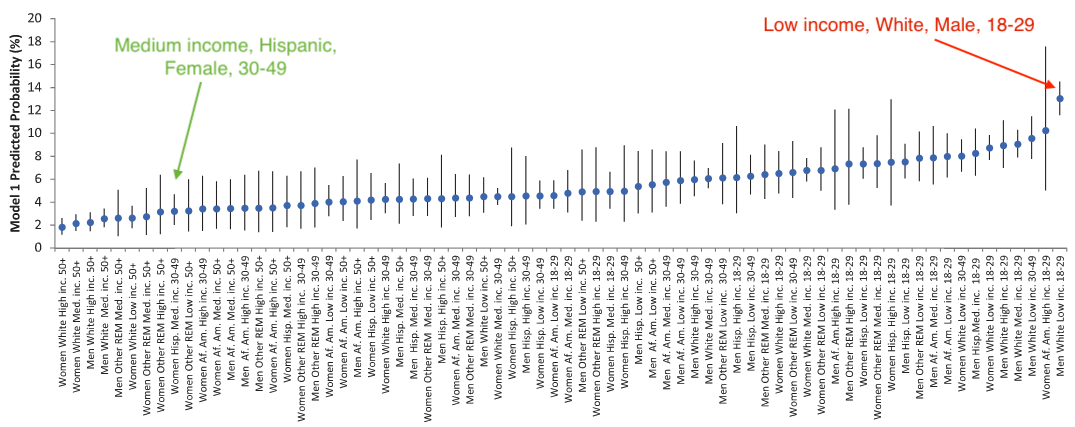 Model 1 Predicted Probability (%)
20
18
16
14
12
10
8
6
4
2
0
Medium income, Hispanic,
Female, 30-49
Low income, White, Male, 18-29
Women White High inc. 50+
Women White Med. inc. 50+
Men White High inc. 50+
Men White Med. inc. 50+
Men Other REM Med. inc. 50+
Women White Low inc. 50+
Women Other REM Med. inc. 50+
Women Other REM High inc. 50+
Women Hisp. Med. inc. 30-49
Women Other REM Low inc. 50+
Women Af. Am. High inc. 30-49
Women Af. Am. Med. inc. 50+
Men Af. Am. Med. inc. 50+
Men Af. Am. High inc. 30-49
Men Other REM High inc. 50+
Women Af. Am. High inc. 50+
Women Hisp. Med. inc. 50+
Women Other REM High inc. 30-49
Men Other REM High inc. 30-49
Women Af. Am. Low inc. 30-49
Women Af. Am. Low inc. 50+
Men Af. Am. High inc. 50+
Women Hisp. Low inc. 50+
Women White High inc. 30-49
Men Hisp. Med. inc. 50+
Men Hisp. Med. inc. 30-49
Women Other REM Med. inc. 30-49
Men Hisp. High inc. 50+
Women Af. Am. Med. inc. 30-49
Men Other REM Med. inc. 30-49
Men White Low inc. 50+
Women White Med. inc. 30-49
Women Hisp. High inc. 50+
Men Hisp. High inc. 30-49
Women Hisp. Low inc. 30-49
Women Af. Am. Low inc. 18-29
Women Af. Am. Med. inc. 18-29
Men Other REM Low inc. 50+
Women Other REM High inc. 18-29
Women Hisp. Med. inc. 18-29
Women Hisp. High inc. 30-49
Men Hisp. Low inc. 50+
Men Af. Am. Low inc. 50+
Men Af. Am. Med. inc. 30-49
Men Af. Am. Low inc. 30-49
Men White High inc. 30-49
Men White Med. inc. 30-49
Men Other REM Low inc. 30-49
Men Hisp. High inc. 18-29
Men Hisp. Low inc. 30-49
Men Other REM Med. inc. 18-29
Women White High inc. 18-29
Women Other REM Low inc. 30-49
Women White Med. inc. 18-29
Women Other REM Low inc. 18-29
Men Af. Am.High inc. 18-29
Men Other REM High inc. 18-29
Women Hisp. Low inc. 18-29
Women Other REM Med. inc. 18-29
Women Hisp. High inc. 18-29
Men Hisp. Low inc. 18-29
Men Other REM Low inc. 18-29
Men Af. Am. Med. inc. 18-29
Men Af. Am. Low inc. 18-29
Women White Low inc. 30-49
Men Hisp. Med. inc. 18-29
Women White Low inc. 18-29
Men White High inc. 18-29
Men White Med. inc. 18-29
Men White Low inc. 30-49
Women Af. Am. High inc. 18-29
Men White Low inc. 18-29